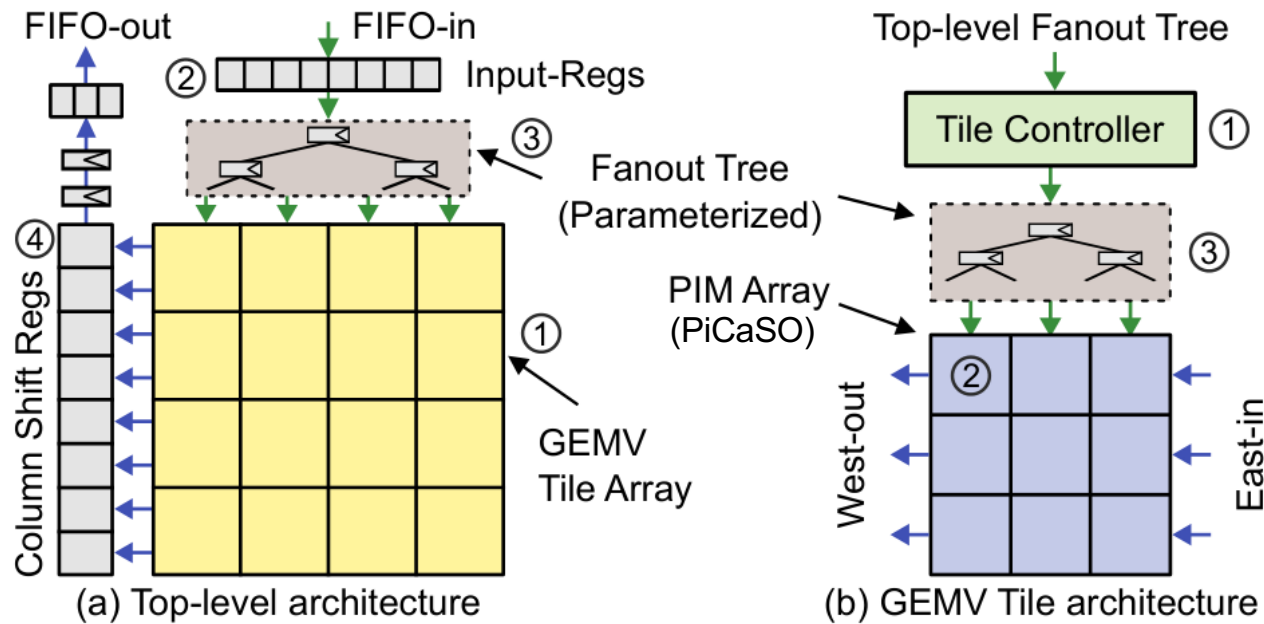 FIFO-out
FIFO-in
② Input-Regs
③
Fanout Tree
(Parameterized)
④
Column Shift Regs
①
GEMV
Tile Array
(a) Top-level architecture
Top-level Fanout Tree
Tile Controller ①
③
PIM Array
(PiCaSO)
②
West-out
East-in
(b) GEMV Tile architecture